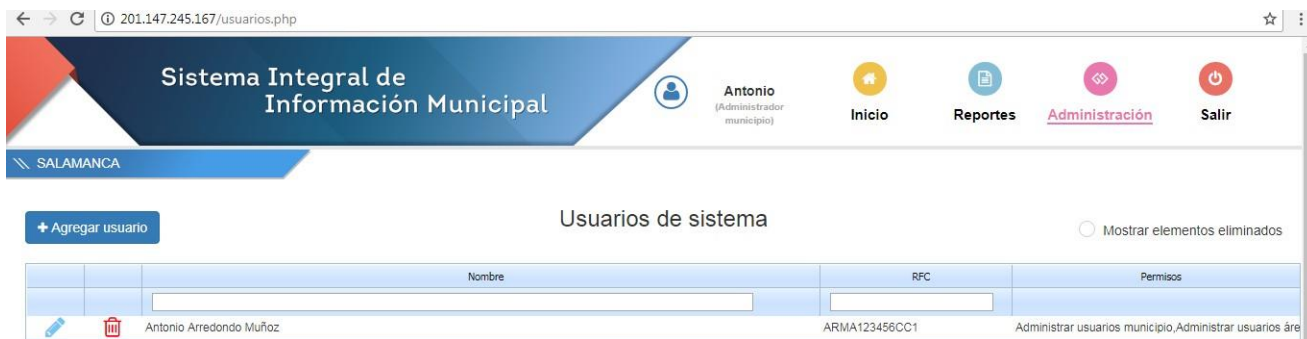 201.147.245.167/usuarios.php
Sistema Integral de
Información Municipal
Antonio
(Administrador
municipio)
Inicio
Reportes
Administración
Salir
SALAMANCA
+ Agregar usuario
Usuarios de sistema
Mostrar elementos eliminados
Nombre
RFC
Permisos
Antonio Arredondo Muñoz
ARMA123456CC1
Administrar usuarios municipio,Administrar usuarios áre